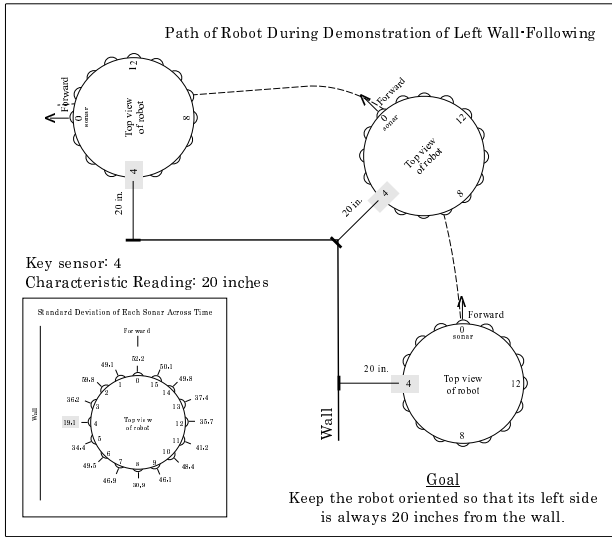 Path of Robot During Demonstration of Left Wall-Following
Forward
0
sonar
12
8
4
Top view
of robot
20 in.
Forward
0
sonar
12
8
4
Top view
of robot
20 in.
Key sensor: 4
Characteristic Reading: 20 inches
Forward
0
sonar
20 in.
4
Top view
of robot
12
8
Wall
Standard Deviation of Each Sonar Across Time
Forward
52.2
49.1
50.1
59.8
49.8
36.2
37.4
19.1
35.7
34.4
41.2
49.5
48.4
46.9
46.1
30.9
0
1
2
3
4
5
6
7
8
9
10
11
12
13
14
15
Top view
of robot
Wall
Goal
Keep the robot oriented so that its left side
is always 20 inches from the wall.